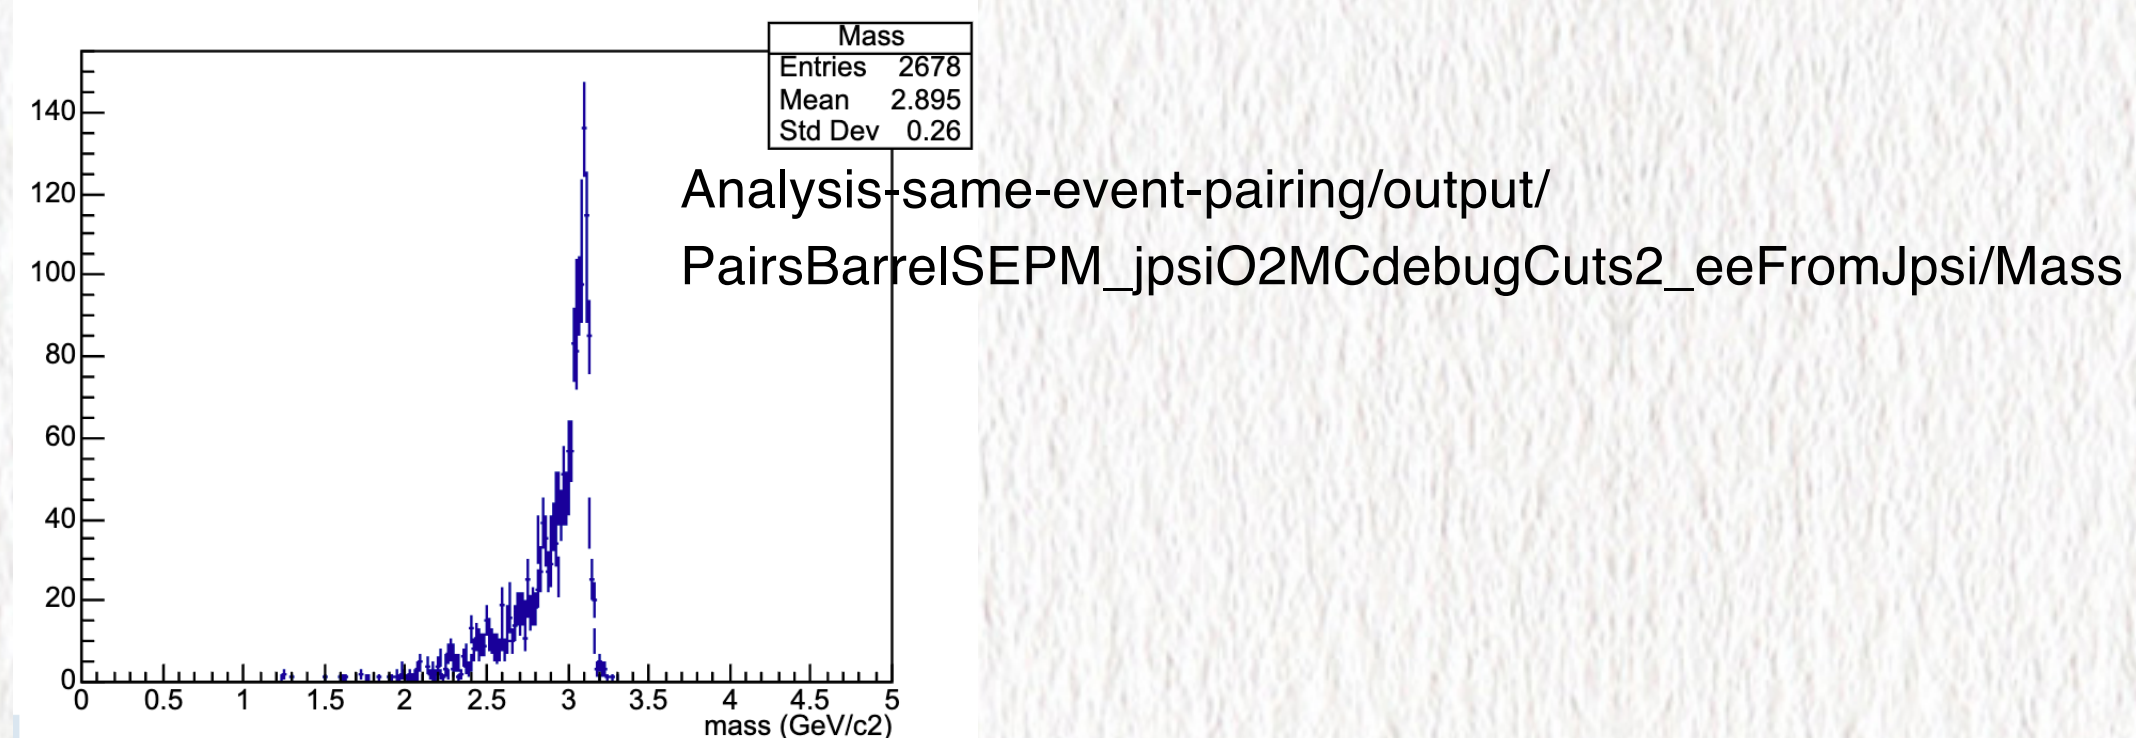 Mass
Entries 2678
Mean 2.895
Std Dev 0.26
140
120
100
80
60
40
20
0
0 0.5 1 1.5 2 2.5 3 3.5 4 4.5 5
mass (GeV/c2)
Analysis-same-event-pairing/output/
PairsBarrelSEPM_jpsiO2MCdebugCuts2_eeFromJpsi/Mass